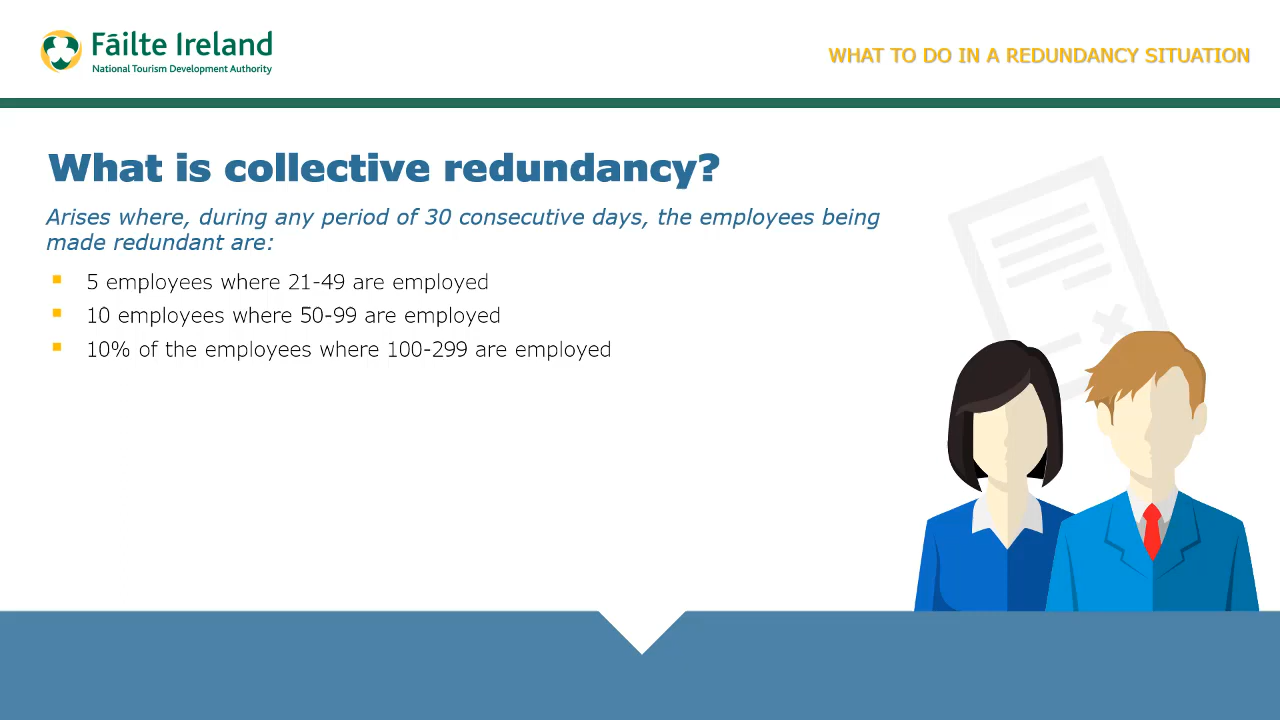 Fáilte Ireland
National Tourism Development Authority
WHAT TO DO IN A REDUNDANCY SITUATION
What is collective redundancy?
Arises where, during any period of 30 consecutive days, the employees being
made redundant are:
5 employees where 21-49 are employed
10 employees where 50-99 are employed
10% of the employees where 100-299 are employed